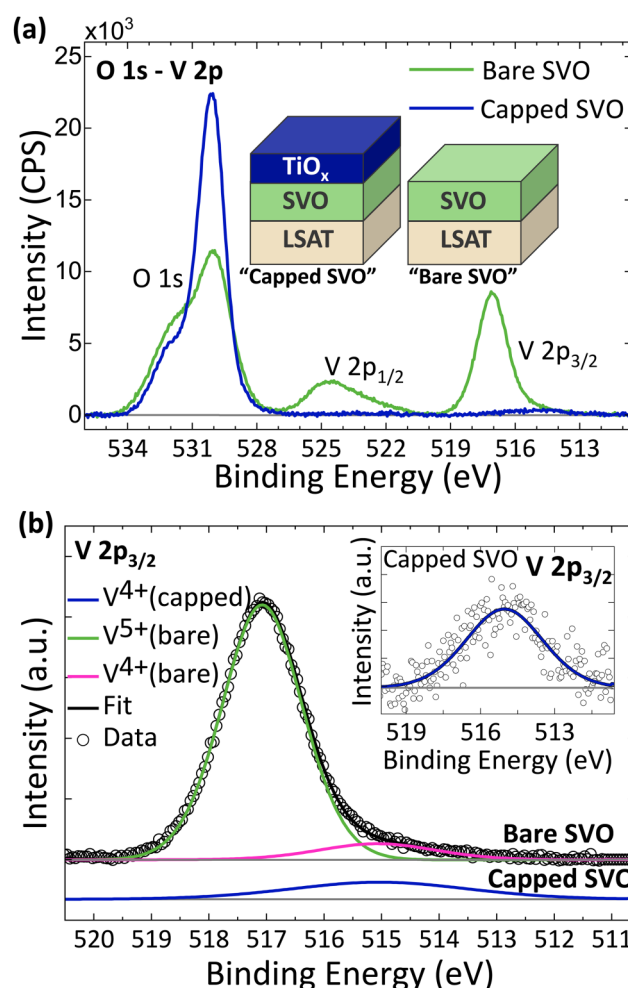 (a)
×10³
25
20
15
10
5
0
Intensity (CPS)
O 1s - V 2p
Bare SVO
Capped SVO
TiOₓ
SVO
LSAT
"Capped SVO"
SVO
LSAT
"Bare SVO"
O 1s
V 2p₁/₂
V 2p₃/₂
534 531 528 525 522 519 516 513
Binding Energy (eV)
(b)
V 2p₃/₂
V⁴⁺(capped)
V⁵⁺(bare)
V⁴⁺(bare)
Fit
Data
Intensity (a.u.)
Capped SVO V 2p₃/₂
Intensity (a.u.)
519 516 513
Binding Energy (eV)
Bare SVO
Capped SVO
520 519 518 517 516 515 514 513 512 511
Binding Energy (eV)